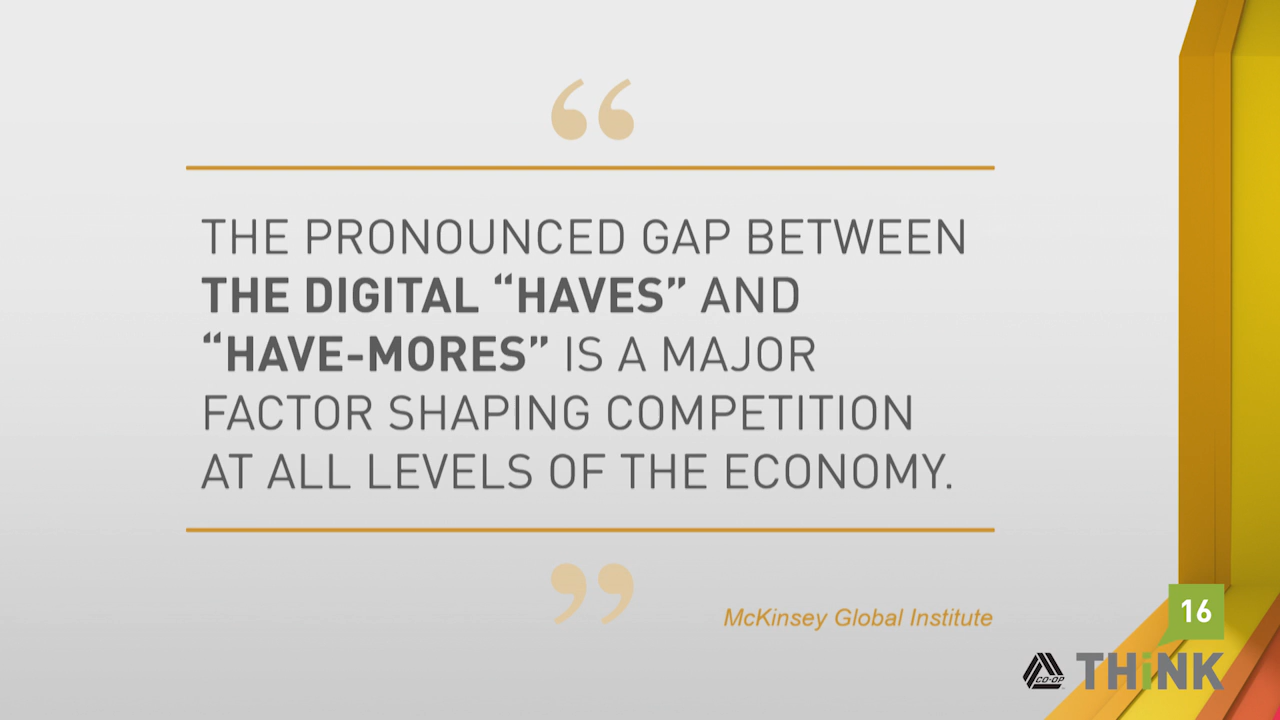 “
THE PRONOUNCED GAP BETWEEN
THE DIGITAL “HAVES” AND
“HAVE-MORES” IS A MAJOR
FACTOR SHAPING COMPETITION
AT ALL LEVELS OF THE ECONOMY.
”
McKinsey Global Institute
16
CO-OP THiNK